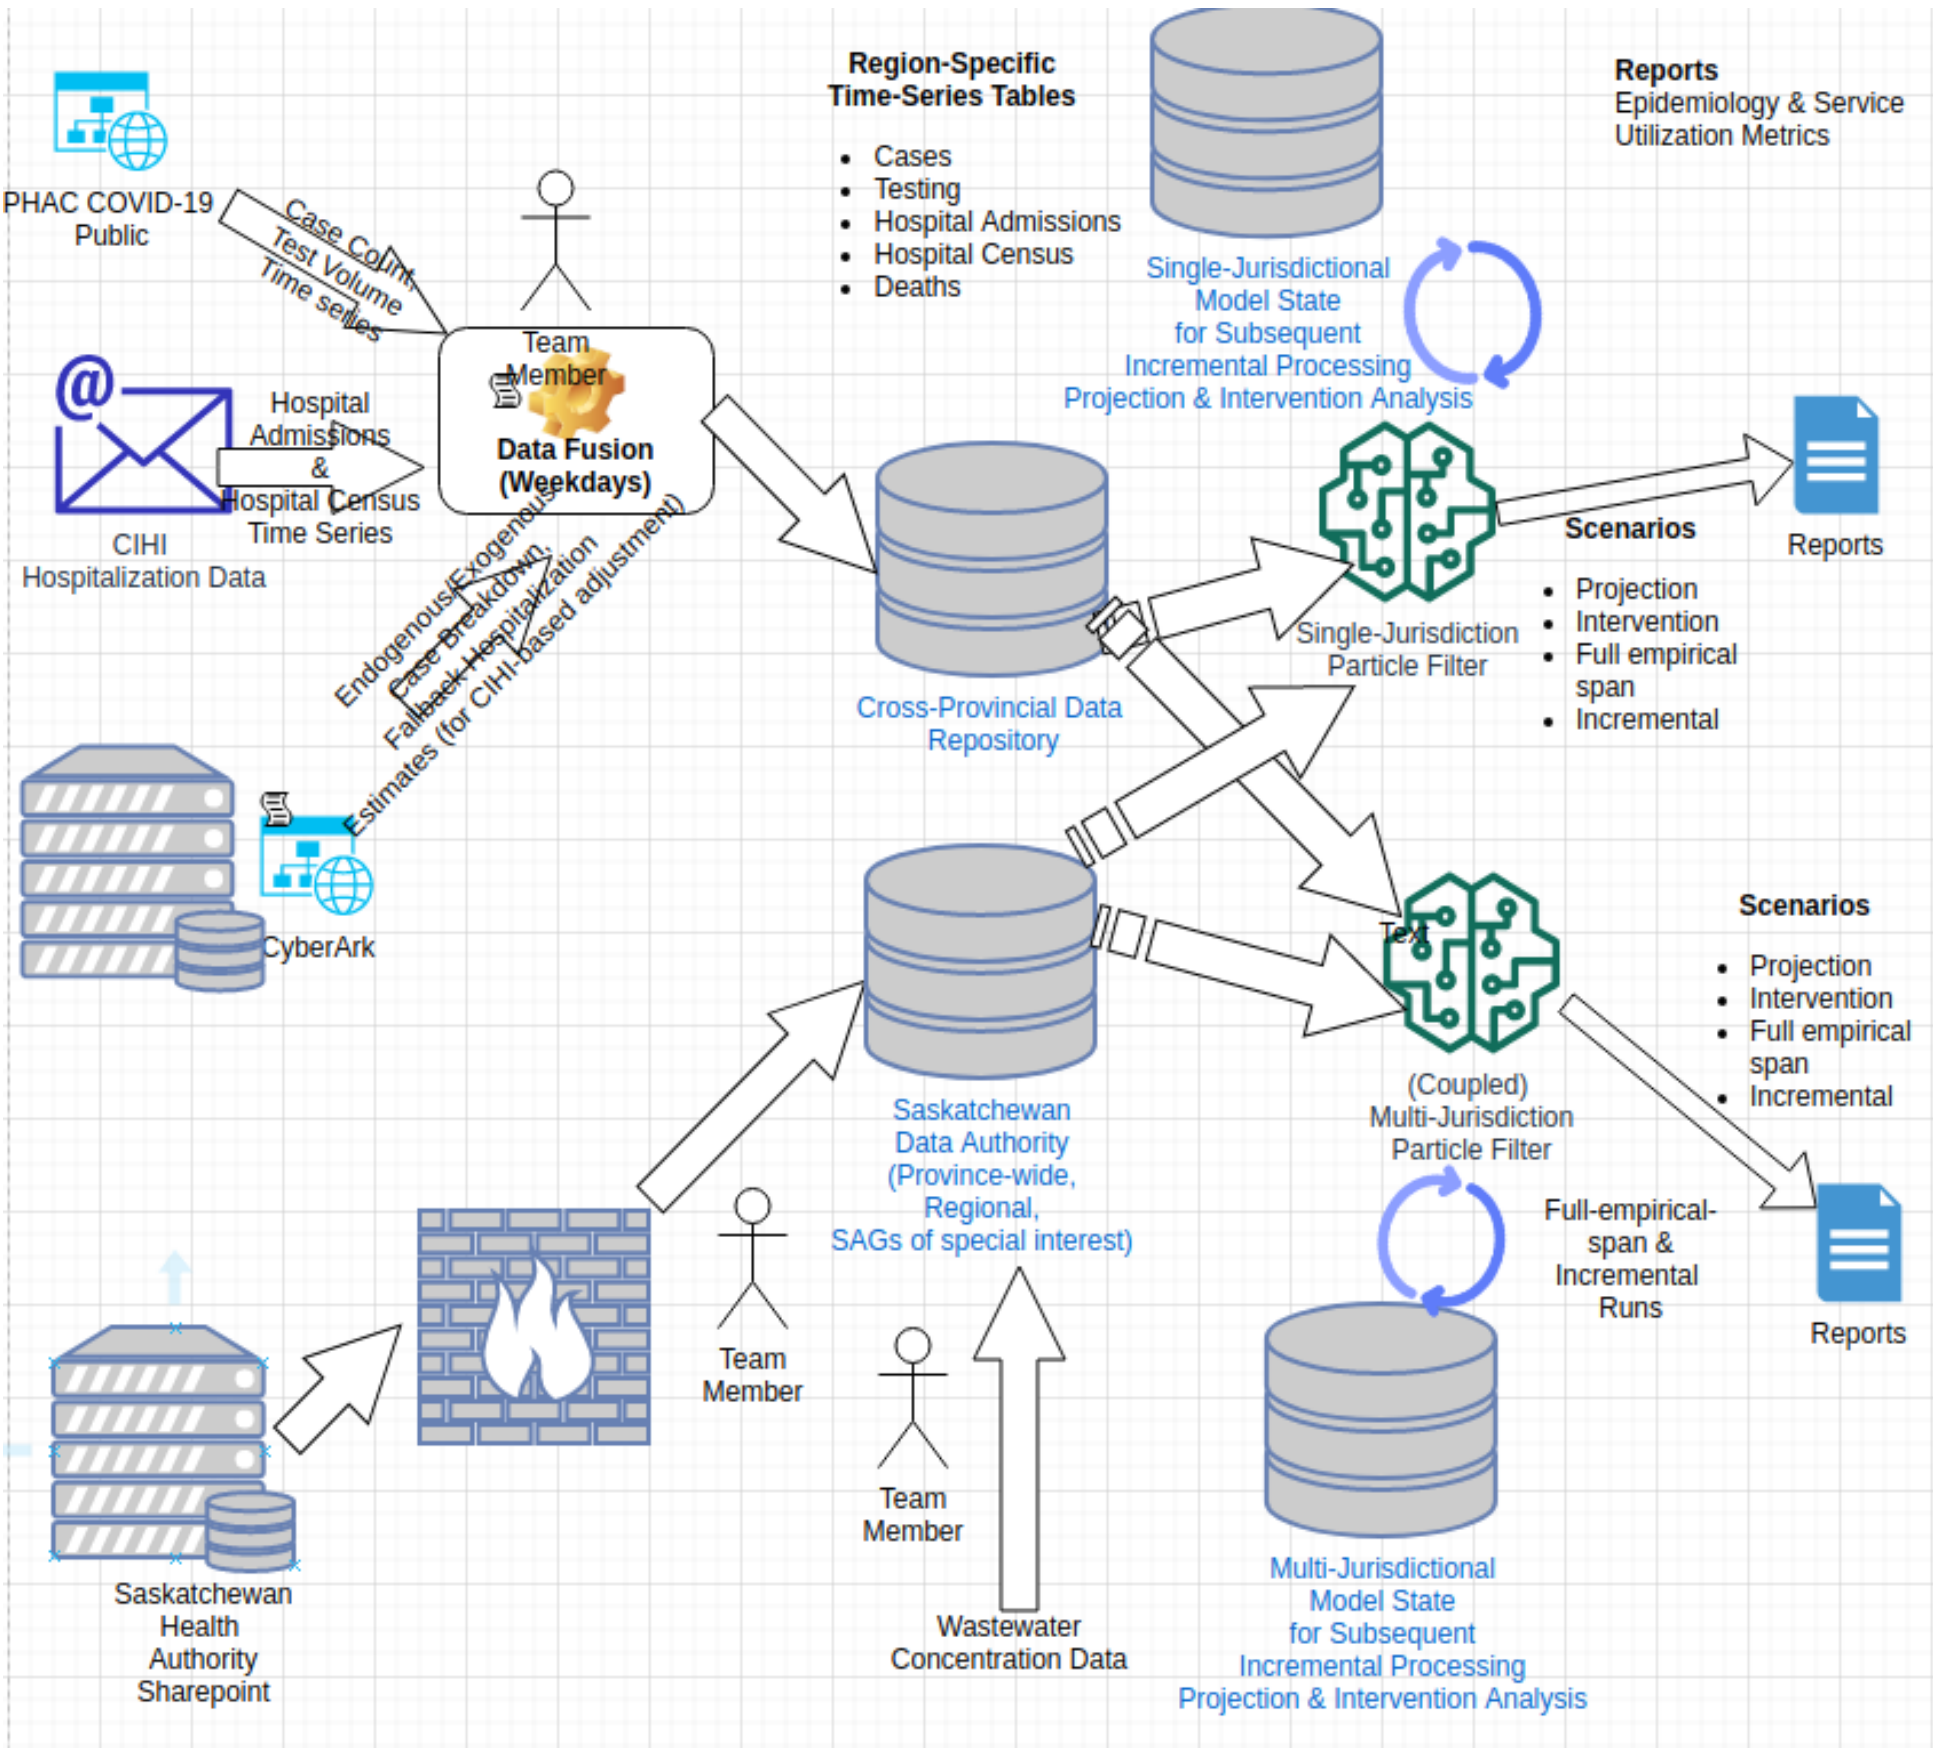 PHAC COVID-19
Public
Case Count,
Test Volume
Time series
Team
Member
Data Fusion
(Weekdays)
@
Hospital
Admissions
&
Hospital Census
Time Series
CIHI
Hospitalization Data
Endogenous/Exogenous
Case Breakdown,
Fallback Hospitalization
Estimates (for CIHI-based adjustment)
CyberArk
Region-Specific
Time-Series Tables
• Cases
• Testing
• Hospital Admissions
• Hospital Census
• Deaths
Single-Jurisdictional
Model State
for Subsequent
Incremental Processing
Projection & Intervention Analysis
Reports
Epidemiology & Service
Utilization Metrics
Cross-Provincial Data
Repository
Single-Jurisdiction
Particle Filter
Scenarios
• Projection
• Intervention
• Full empirical
span
• Incremental
Reports
Text
(Coupled)
Multi-Jurisdiction
Particle Filter
Scenarios
• Projection
• Intervention
• Full empirical
span
• Incremental
Saskatchewan
Data Authority
(Province-wide,
Regional,
SAGs of special interest)
Full-empirical-
span &
Incremental
Runs
Reports
Team
Member
Team
Member
Saskatchewan
Health
Authority
Sharepoint
Wastewater
Concentration Data
Multi-Jurisdictional
Model State
for Subsequent
Incremental Processing
Projection & Intervention Analysis